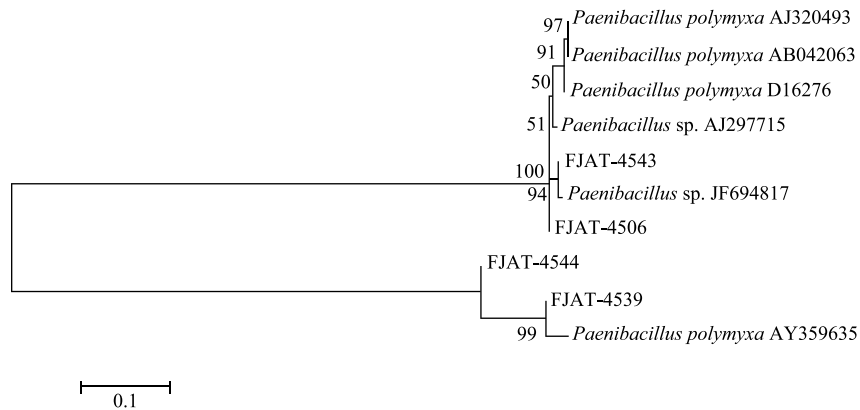 97
Paenibacillus polymyxa AJ320493
91
Paenibacillus polymyxa AB042063
50
Paenibacillus polymyxa D16276
51
Paenibacillus sp. AJ297715
100
FJAT-4543
94
Paenibacillus sp. JF694817
FJAT-4506
FJAT-4544
FJAT-4539
99
Paenibacillus polymyxa AY359635
0.1